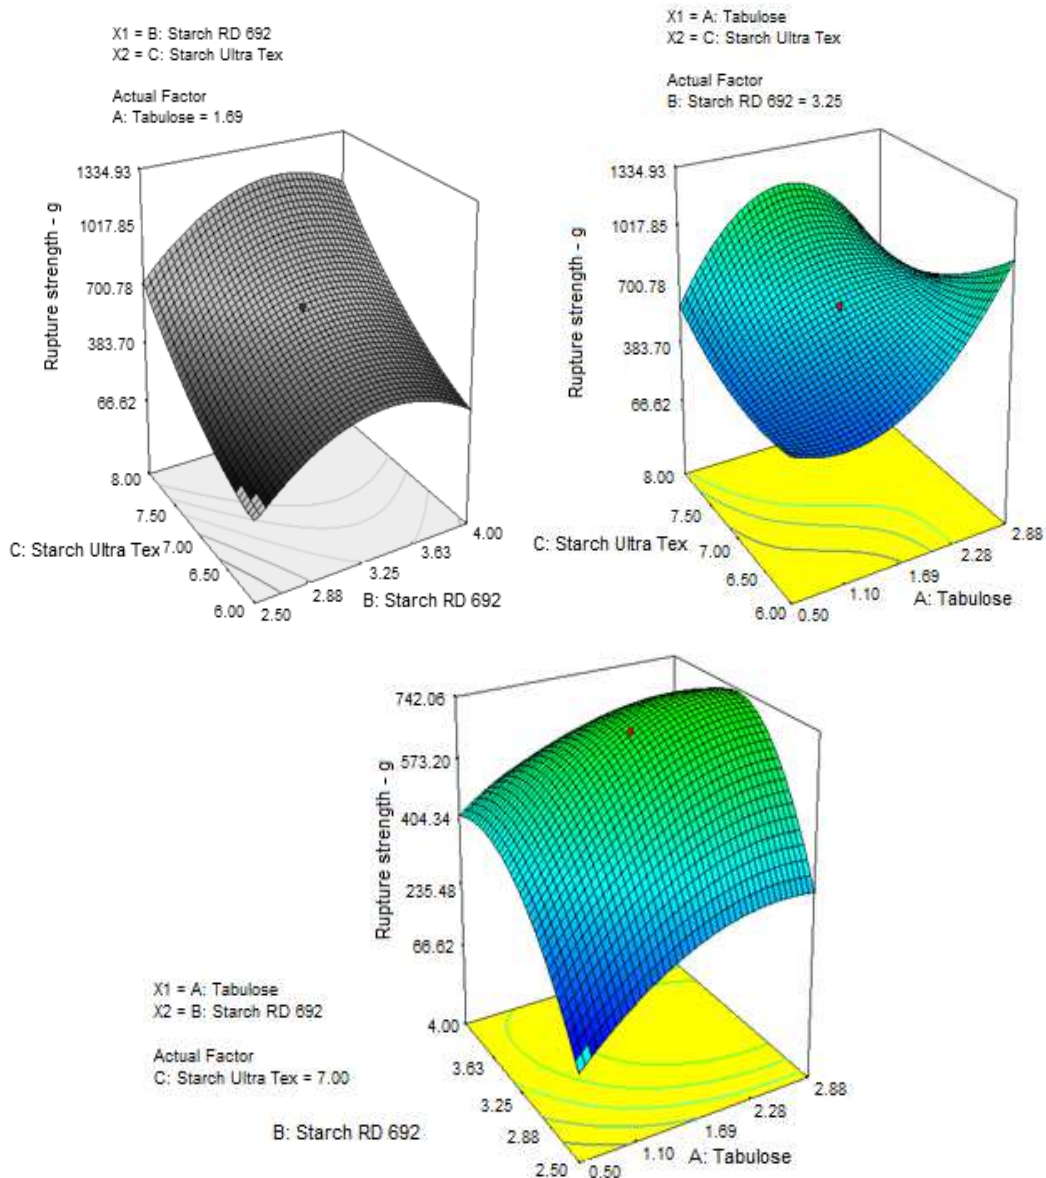 X1 = B: Starch RD 692
X2 = C: Starch Ultra Tex
Actual Factor
A: Tabulose = 1.69
1334.93
1017.85
700.78
383.70
66.62
Rupture strength - g
8.00
7.50
7.00
6.50
6.00
C: Starch Ultra Tex
2.50
2.88
3.25
3.63
4.00
B: Starch RD 692
X1 = A: Tabulose
X2 = C: Starch Ultra Tex
Actual Factor
B: Starch RD 692 = 3.25
1334.93
1017.85
700.78
383.70
66.62
Rupture strength - g
8.00
7.50
7.00
6.50
6.00
C: Starch Ultra Tex
0.50
1.10
1.69
2.28
2.88
A: Tabulose
742.06
573.20
404.34
235.48
66.62
Rupture strength - g
X1 = A: Tabulose
X2 = B: Starch RD 692
Actual Factor
C: Starch Ultra Tex = 7.00
4.00
3.63
3.25
2.88
2.50
B: Starch RD 692
0.50
1.10
1.69
2.28
2.88
A: Tabulose